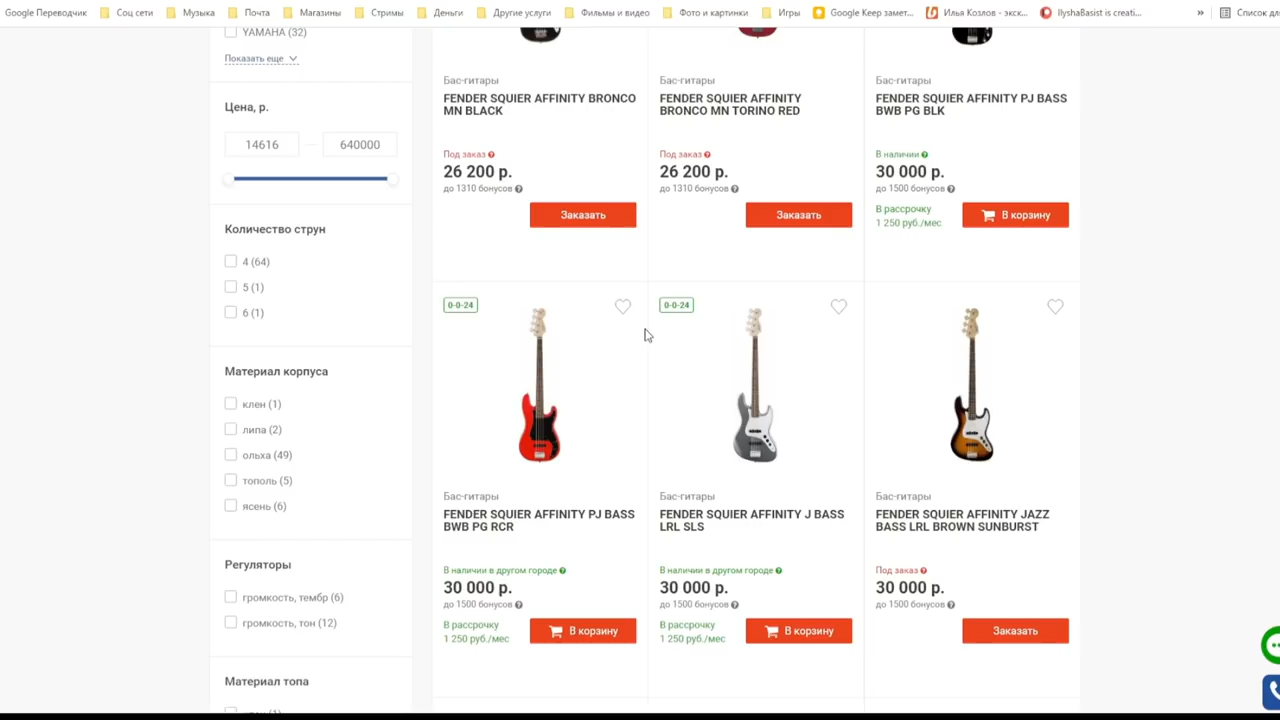 Google Переводчик
Соц сети
Музыка
Почта
Магазины
Стримы
Деньги
Другие услуги
Фильмы и видео
Фото и картинки
Игры
Google Keep замет...
Илья Козлов - экск...
IlyshaBasist is creati...
»
Список дл
YAMAHA (32)
Показать еще
Цена, р.
14616 — 640000
Количество струн
4 (64)
5 (1)
6 (1)
Материал корпуса
клен (1)
липа (2)
ольха (49)
тополь (5)
ясень (6)
Регуляторы
громкость, тембр (6)
громкость, тон (12)
Материал топа
Бас-гитары
FENDER SQUIER AFFINITY BRONCO
MN BLACK
Под заказ
26 200 р.
до 1310 бонусов
Заказать
Бас-гитары
FENDER SQUIER AFFINITY
BRONCO MN TORINO RED
Под заказ
26 200 р.
до 1310 бонусов
Заказать
Бас-гитары
FENDER SQUIER AFFINITY PJ BASS
BWB PG BLK
В наличии
30 000 р.
до 1500 бонусов
В рассрочку
1 250 руб./мес
В корзину
0-0-24
Бас-гитары
FENDER SQUIER AFFINITY PJ BASS
BWB PG RCR
В наличии в другом городе
30 000 р.
до 1500 бонусов
В рассрочку
1 250 руб./мес
В корзину
0-0-24
Бас-гитары
FENDER SQUIER AFFINITY J BASS
LRL SLS
В наличии в другом городе
30 000 р.
до 1500 бонусов
В рассрочку
1 250 руб./мес
В корзину
Бас-гитары
FENDER SQUIER AFFINITY JAZZ
BASS LRL BROWN SUNBURST
Под заказ
30 000 р.
до 1500 бонусов
Заказать